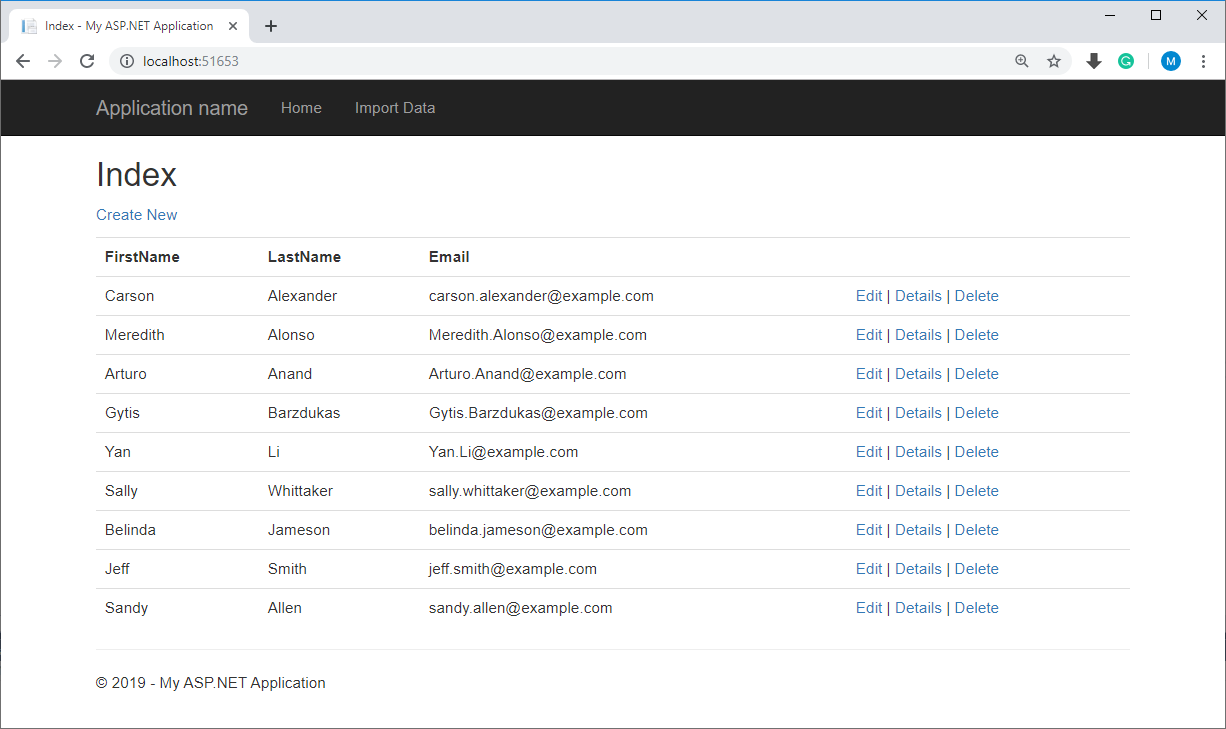 Index - My ASP.NET Application
localhost:51653
G
M
Application name Home Import Data
Index
Create New
FirstName LastName Email
Carson Alexander carson.alexander@example.com Edit | Details | Delete
Meredith Alonso Meredith.Alonso@example.com Edit | Details | Delete
Arturo Anand Arturo.Anand@example.com Edit | Details | Delete
Gytis Barzdukas Gytis.Barzdukas@example.com Edit | Details | Delete
Yan Li Yan.Li@example.com Edit | Details | Delete
Sally Whittaker sally.whittaker@example.com Edit | Details | Delete
Belinda Jameson belinda.jameson@example.com Edit | Details | Delete
Jeff Smith jeff.smith@example.com Edit | Details | Delete
Sandy Allen sandy.allen@example.com Edit | Details | Delete
© 2019 - My ASP.NET Application